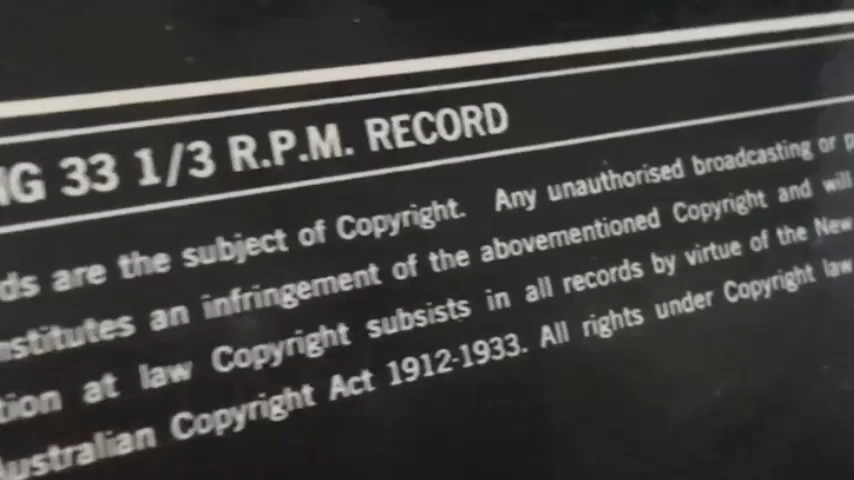 NG 33 1/3 R.P.M. RECORD
ds are the subject of Copyright. Any unauthorised broadcasting or p
nstitutes an infringement of the abovementioned Copyright and will
tion at law Copyright subsists in all records by virtue of the New
Australian Copyright Act 1912-1933. All rights under Copyright law